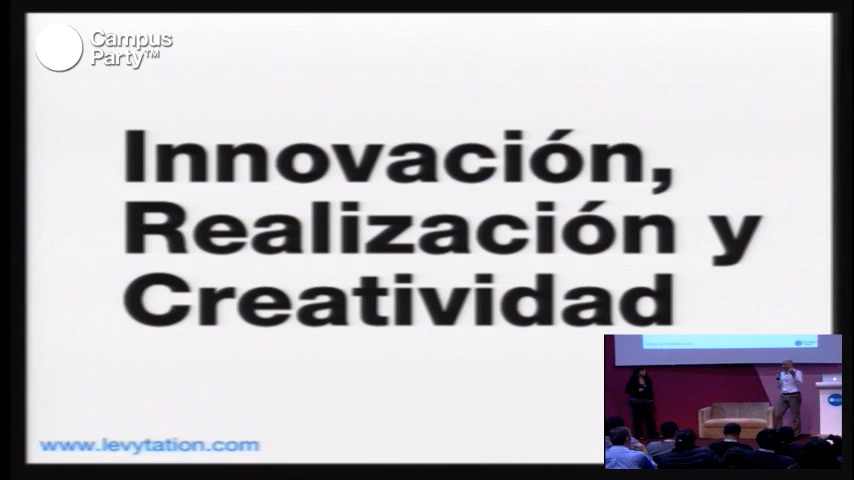 Campus
Party™
Innovación,
Realización y
Creatividad
www.levytation.com